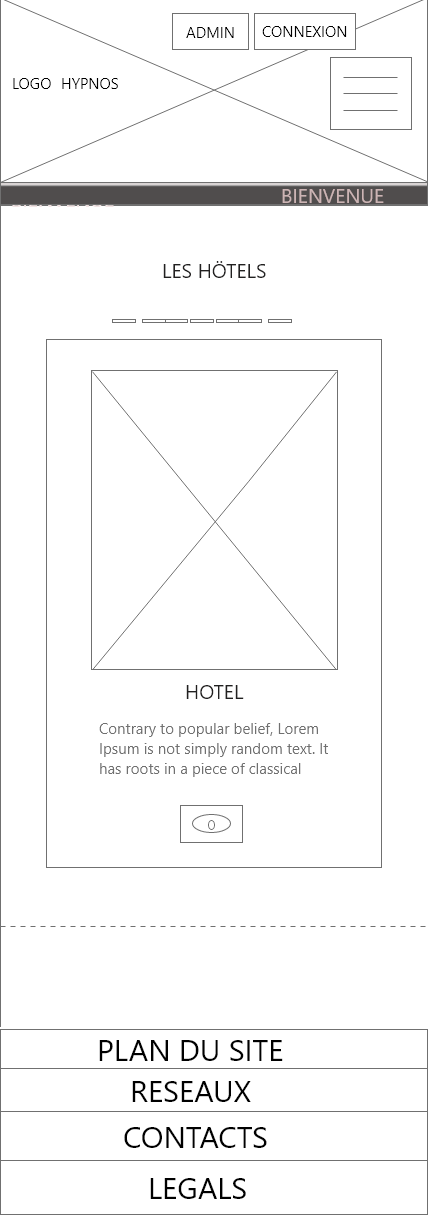 ADMIN
CONNEXION
LOGO HYPNOS
BIENVENUE
LES HÖTELS
HOTEL
Contrary to popular belief, Lorem
Ipsum is not simply random text. It
has roots in a piece of classical
0
PLAN DU SITE
RESEAUX
CONTACTS
LEGALS